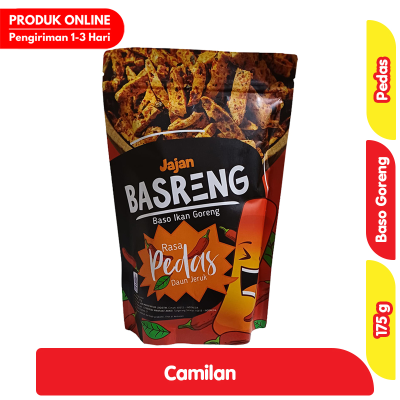 PRODUK ONLINE
Pengiriman 1-3 Hari
Jajan
BASRENG
Baso Ikan Goreng
Rasa
Pedas
Daun Jeruk
Pedas
Baso Goreng
175 g
Camilan